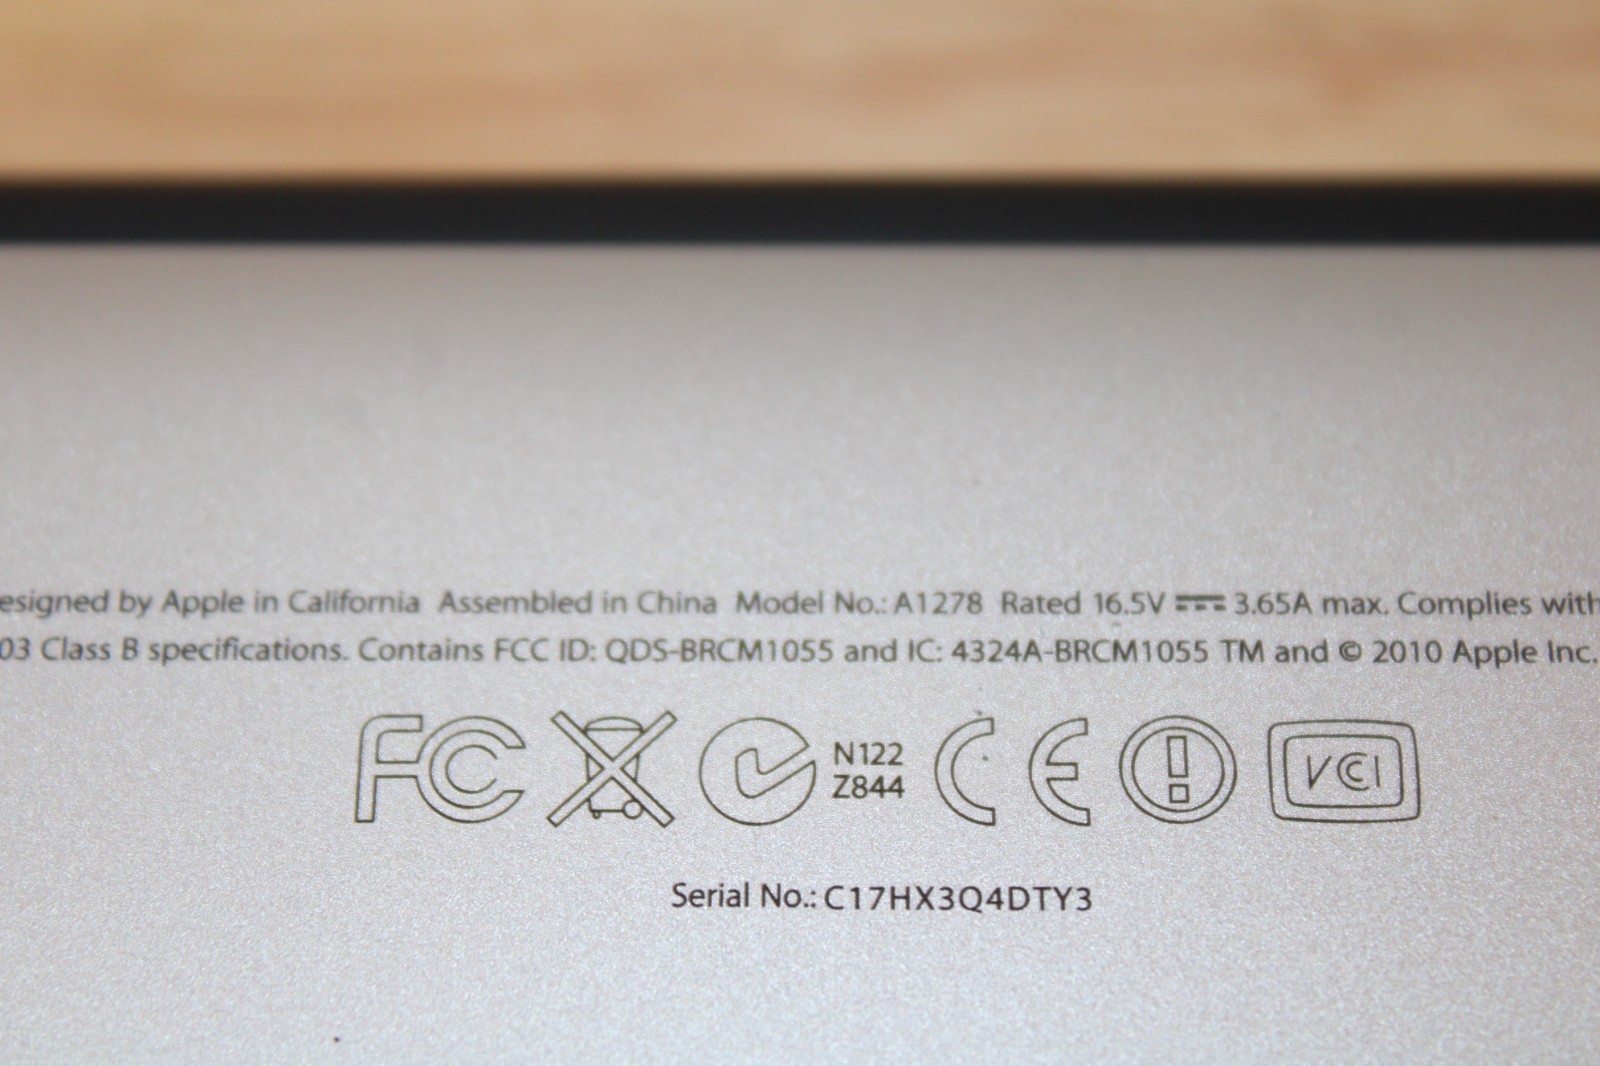 esigned by Apple in California Assembled in China Model No.: A1278 Rated 16.5V ⎓ 3.65A max. Complies with
03 Class B specifications. Contains FCC ID: QDS-BRCM1055 and IC: 4324A-BRCM1055 TM and © 2010 Apple Inc.
FC N122 CE ! VCI
Z844
Serial No.: C17HX3Q4DTY3